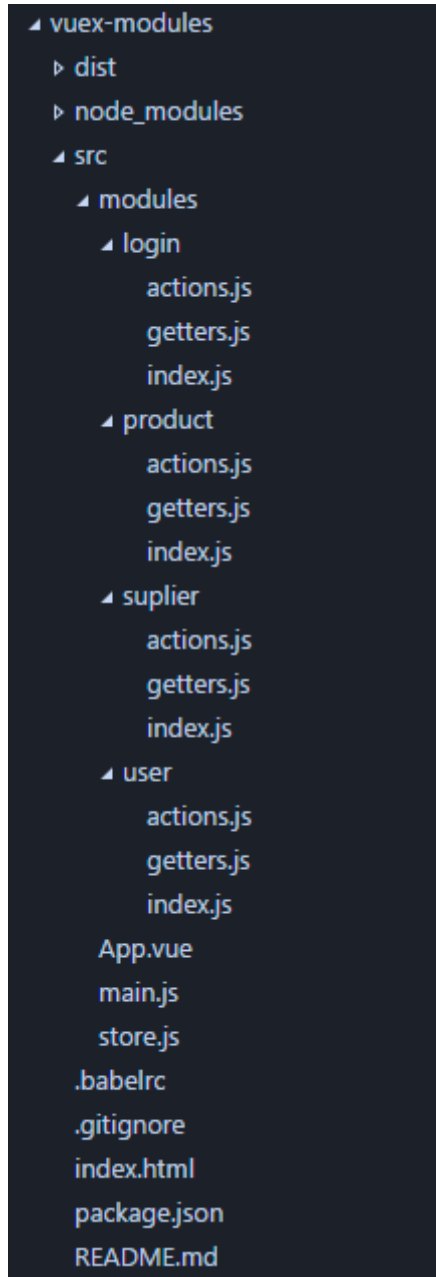 vuex-modules
dist
node_modules
src
modules
login
actions.js
getters.js
index.js
product
actions.js
getters.js
index.js
suplier
actions.js
getters.js
index.js
user
actions.js
getters.js
index.js
App.vue
main.js
store.js
.babelrc
.gitignore
index.html
package.json
README.md